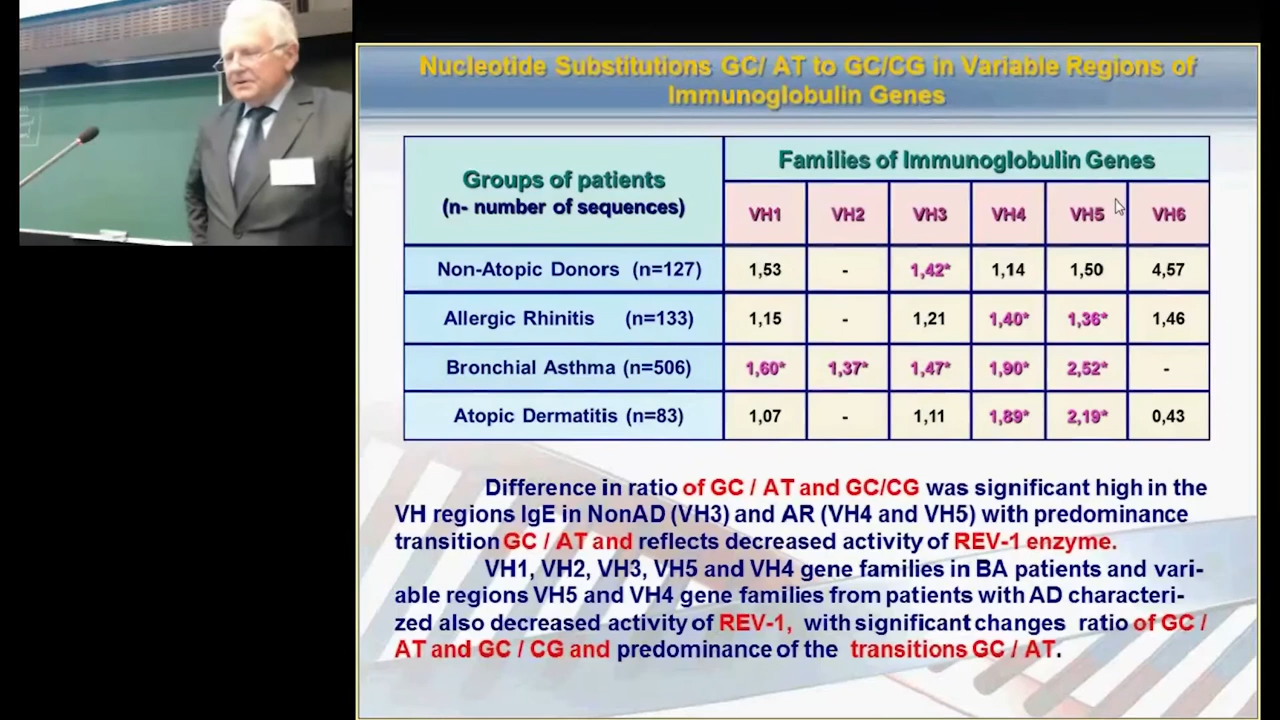 Nucleotide Substitutions GC/ AT to GC/CG in Variable Regions of
Immunoglobulin Genes
Groups of patients
(n- number of sequences)
Families of Immunoglobulin Genes
VH1 VH2 VH3 VH4 VH5 VH6
Non-Atopic Donors (n=127) 1,53 - 1,42* 1,14 1,50 4,57
Allergic Rhinitis (n=133) 1,15 - 1,21 1,40* 1,36* 1,46
Bronchial Asthma (n=506) 1,60* 1,37* 1,47* 1,90* 2,52* -
Atopic Dermatitis (n=83) 1,07 - 1,11 1,89* 2,19* 0,43
Difference in ratio of GC / AT and GC/CG was significant high in the
VH regions IgE in NonAD (VH3) and AR (VH4 and VH5) with predominance
transition GC / AT and reflects decreased activity of REV-1 enzyme.
VH1, VH2, VH3, VH5 and VH4 gene families in BA patients and vari-
able regions VH5 and VH4 gene families from patients with AD characteri-
zed also decreased activity of REV-1, with significant changes ratio of GC /
AT and GC / CG and predominance of the transitions GC / AT.